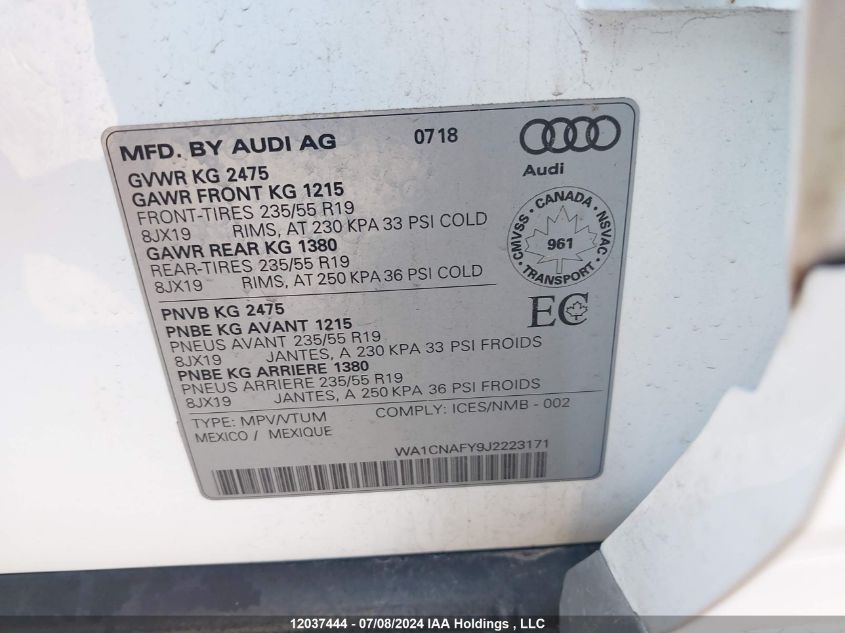 MFD. BY AUDI AG 0718
Audi
GVWR KG 2475
GAWR FRONT KG 1215
FRONT-TIRES 235/55 R19
8JX19 RIMS, AT 230 KPA 33 PSI COLD
GAWR REAR KG 1380
REAR-TIRES 235/55 R19
8JX19 RIMS, AT 250 KPA 36 PSI COLD
CMVSS · CANADA · NSVAC
961
· TRANSPORT ·
EC
PNVB KG 2475
PNBE KG AVANT 1215
PNEUS AVANT 235/55 R19
8JX19 JANTES, A 230 KPA 33 PSI FROIDS
PNBE KG ARRIERE 1380
PNEUS ARRIERE 235/55 R19
8JX19 JANTES, A 250 KPA 36 PSI FROIDS
TYPE: MPV/VTUM COMPLY: ICES/NMB - 002
MEXICO / MEXIQUE
WA1CNAFY9J2223171
12037444 - 07/08/2024 IAA Holdings , LLC